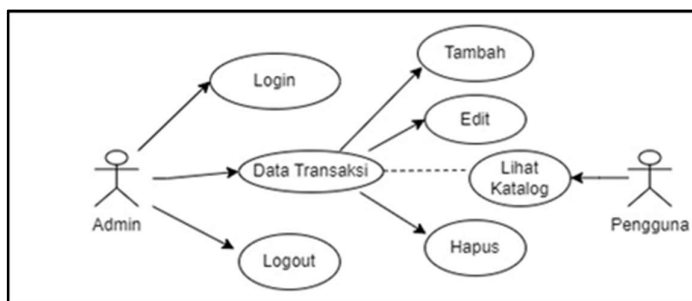 Tambah
Login
Edit
Data Transaksi
Lihat
Katalog
Admin
Pengguna
Logout
Hapus